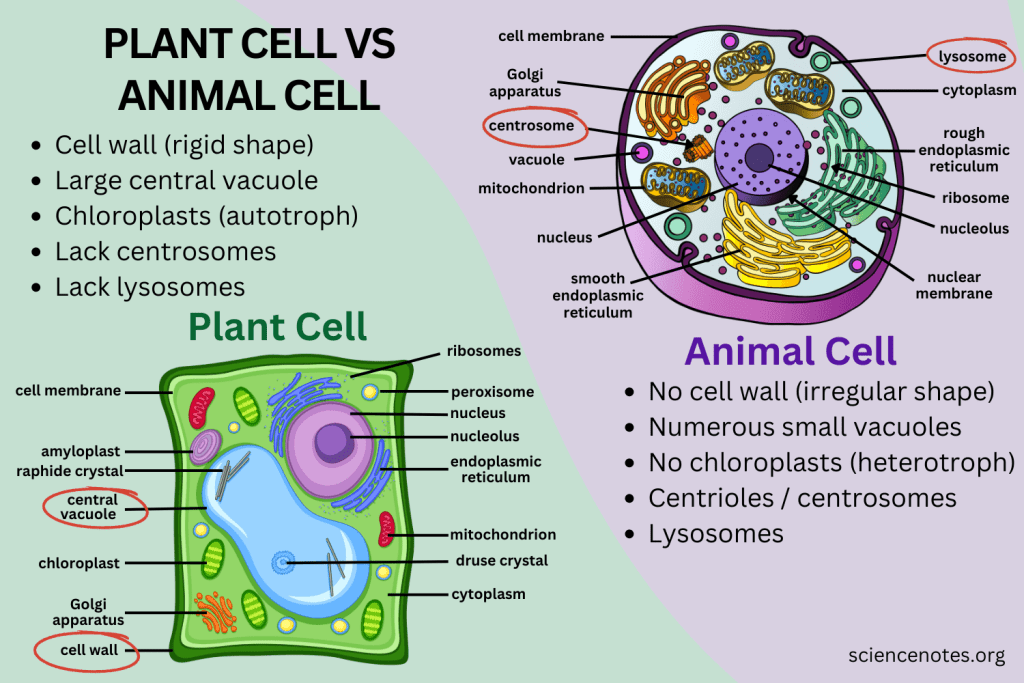 PLANT CELL VS
ANIMAL CELL
• Cell wall (rigid shape)
• Large central vacuole
• Chloroplasts (autotroph)
• Lack centrosomes
• Lack lysosomes
Plant Cell
cell membrane
amyloplast
raphide crystal
central
vacuole
chloroplast
Golgi
apparatus
cell wall
ribosomes
peroxisome
nucleus
nucleolus
endoplasmic
reticulum
mitochondrion
druse crystal
cytoplasm
cell membrane
Golgi
apparatus
centrosome
vacuole
mitochondrion
nucleus
smooth
endoplasmic
reticulum
lysosome
cytoplasm
rough
endoplasmic
reticulum
ribosome
nucleolus
nuclear
membrane
Animal Cell
• No cell wall (irregular shape)
• Numerous small vacuoles
• No chloroplasts (heterotroph)
• Centrioles / centrosomes
• Lysosomes
sciencenotes.org